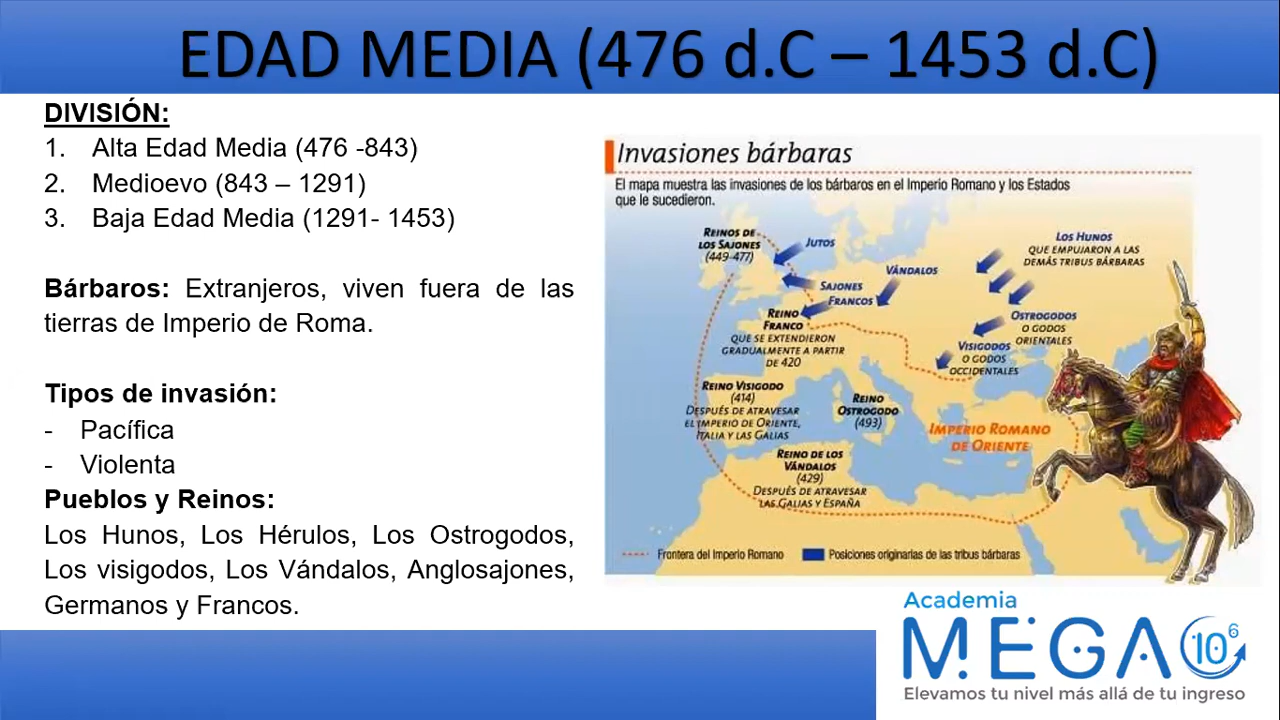 EDAD MEDIA (476 d.C – 1453 d.C)
DIVISIÓN:
1. Alta Edad Media (476 -843)
2. Medioevo (843 – 1291)
3. Baja Edad Media (1291- 1453)
Bárbaros: Extranjeros, viven fuera de las
tierras de Imperio de Roma.
Tipos de invasión:
- Pacífica
- Violenta
Pueblos y Reinos:
Los Hunos, Los Hérulos, Los Ostrogodos,
Los visigodos, Los Vándalos, Anglosajones,
Germanos y Francos.
Invasiones bárbaras
El mapa muestra las invasiones de los bárbaros en el Imperio Romano y los Estados
que le sucedieron.
REINOS DE
LOS SAJONES
(449-477)
JUTOS
SAJONES
FRANCOS
VÁNDALOS
LOS HUNOS
QUE EMPUJARON A LAS
DEMÁS TRIBUS BÁRBARAS
OSTROGODOS
O GODOS
ORIENTALES
VISIGODOS
O GODOS
OCCIDENTALES
REINO
FRANCO
QUE SE EXTENDIERON
GRADUALMENTE A PARTIR
DE 420
REINO VISIGODO
(414)
DESPUÉS DE ATRAVESAR
EL IMPERIO DE ORIENTE,
ITALIA Y LAS GALIAS
REINO
OSTROGODO
(493)
IMPERIO ROMANO
DE ORIENTE
REINO DE LOS
VÁNDALOS
(429)
DESPUÉS DE ATRAVESAR
LAS GALIAS Y ESPAÑA
Frontera del Imperio Romano
Posiciones originarias de las tribus bárbaras
Academia
MEGA 10⁶
Elevamos tu nivel más allá de tu ingreso